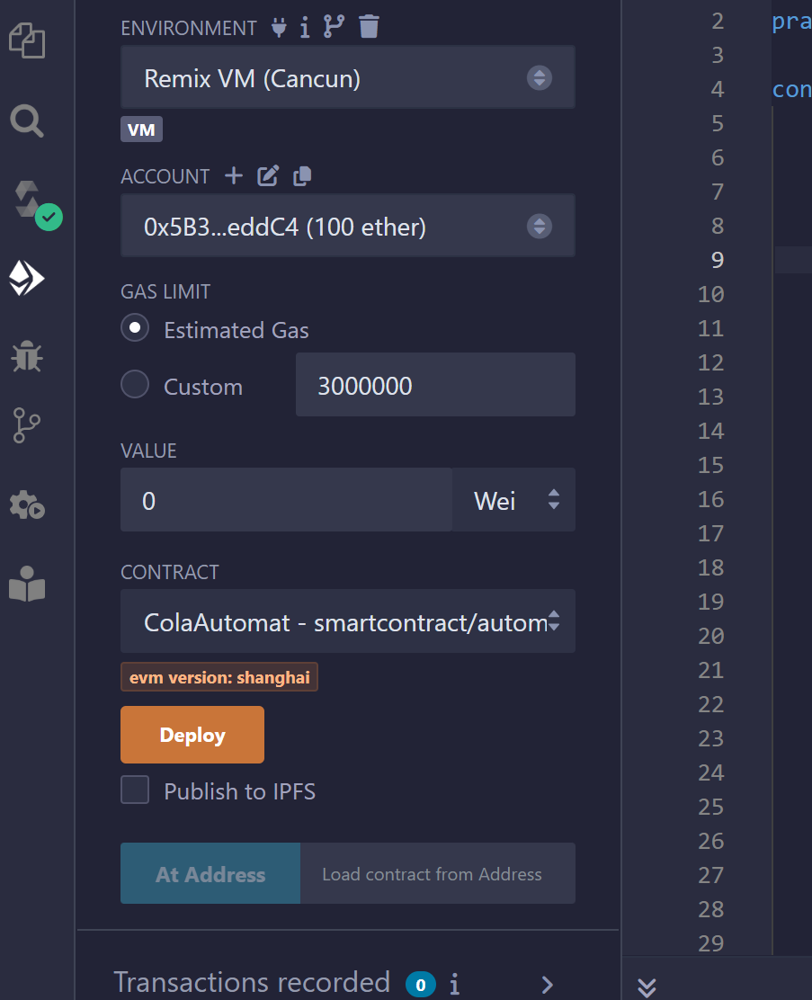 ENVIRONMENT
Remix VM (Cancun)
VM
ACCOUNT
0x5B3...eddC4 (100 ether)
GAS LIMIT
Estimated Gas
Custom
3000000
VALUE
0
Wei
CONTRACT
ColaAutomat - smartcontract/autom
evm version: shanghai
Deploy
Publish to IPFS
At Address
Load contract from Address
Transactions recorded 0
2
pra
3
4
con
5
6
7
8
9
10
11
12
13
14
15
16
17
18
19
20
21
22
23
24
25
26
27
28
29